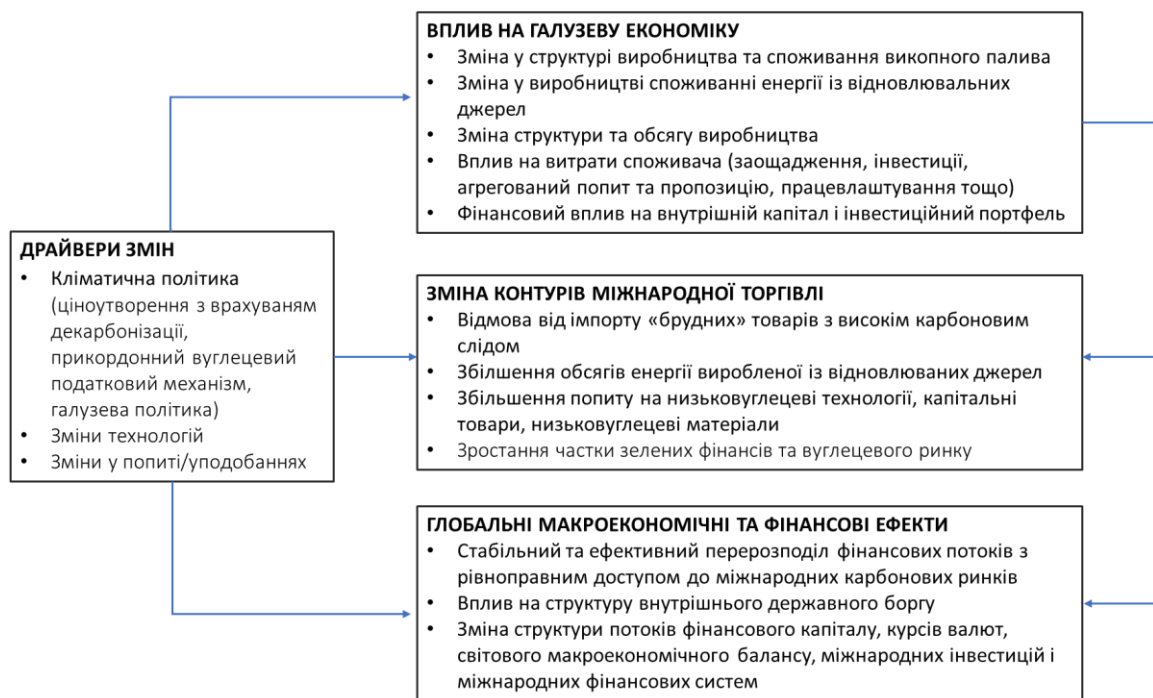 ВПЛИВ НА ГАЛУЗЕВУ ЕКОНОМІКУ
• Зміна у структурі виробництва та споживання викопного палива
• Зміна у виробництві споживанні енергії із відновлювальних
джерел
• Зміна структури та обсягу виробництва
• Вплив на витрати споживача (заощадження, інвестиції,
агрегований попит та пропозицію, працевлаштування тощо)
• Фінансовий вплив на внутрішній капітал і інвестиційний портфель
ДРАЙВЕРИ ЗМІН
• Кліматична політика
(ціноутворення з врахуваням
декарбонізації,
прикордонний вуглецевий
податковий механізм,
галузева політика)
• Зміни технологій
• Зміни у попиті/уподобаннях
ЗМІНА КОНТУРІВ МІЖНАРОДНОЇ ТОРГІВЛІ
• Відмова від імпорту «брудних» товарів з високім карбоновим
слідом
• Збілшення обсягів енергії виробленої із відновлюваних джерел
• Збільшення попиту на низьковуглецеві технології, капітальні
товари, низьковуглецеві матеріали
• Зростання частки зелених фінансів та вуглецевого ринку
ГЛОБАЛЬНІ МАКРОЕКОНОМІЧНІ ТА ФІНАНСОВІ ЕФЕКТИ
• Стабільний та ефективний перерозподіл фінансових потоків з
рівноправним доступом до міжнародних карбонових ринків
• Вплив на структуру внутрішнього державного боргу
• Зміна структури потоків фінансового капіталу, курсів валют,
світового макроекономічного балансу, міжнародних інвестицій і
міжнародних фінансових систем